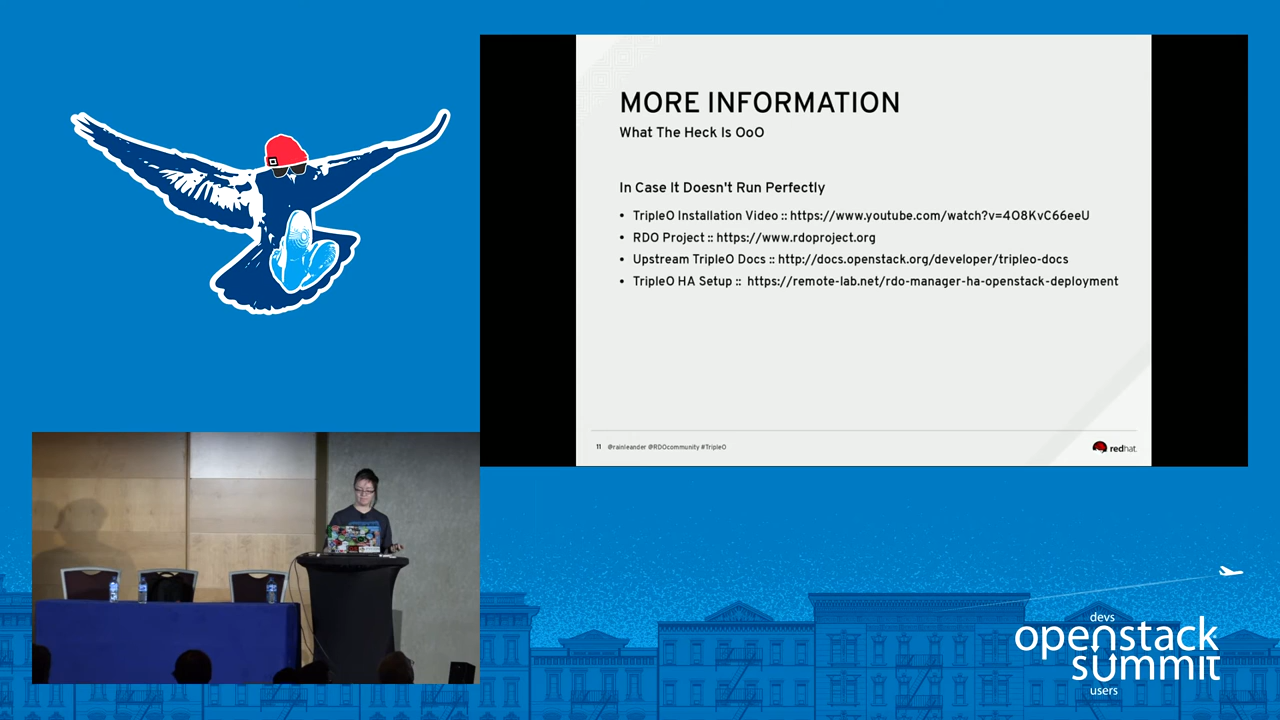 MORE INFORMATION
What The Heck Is OoO
In Case It Doesn't Run Perfectly
• TripleO Installation Video :: https://www.youtube.com/watch?v=4O8KvC66eeU
• RDO Project :: https://www.rdoproject.org
• Upstream TripleO Docs :: http://docs.openstack.org/developer/tripleo-docs
• TripleO HA Setup :: https://remote-lab.net/rdo-manager-ha-openstack-deployment
11 @rainleander @RDOcommunity #TripleO
redhat.
devs
openstack
summit
users